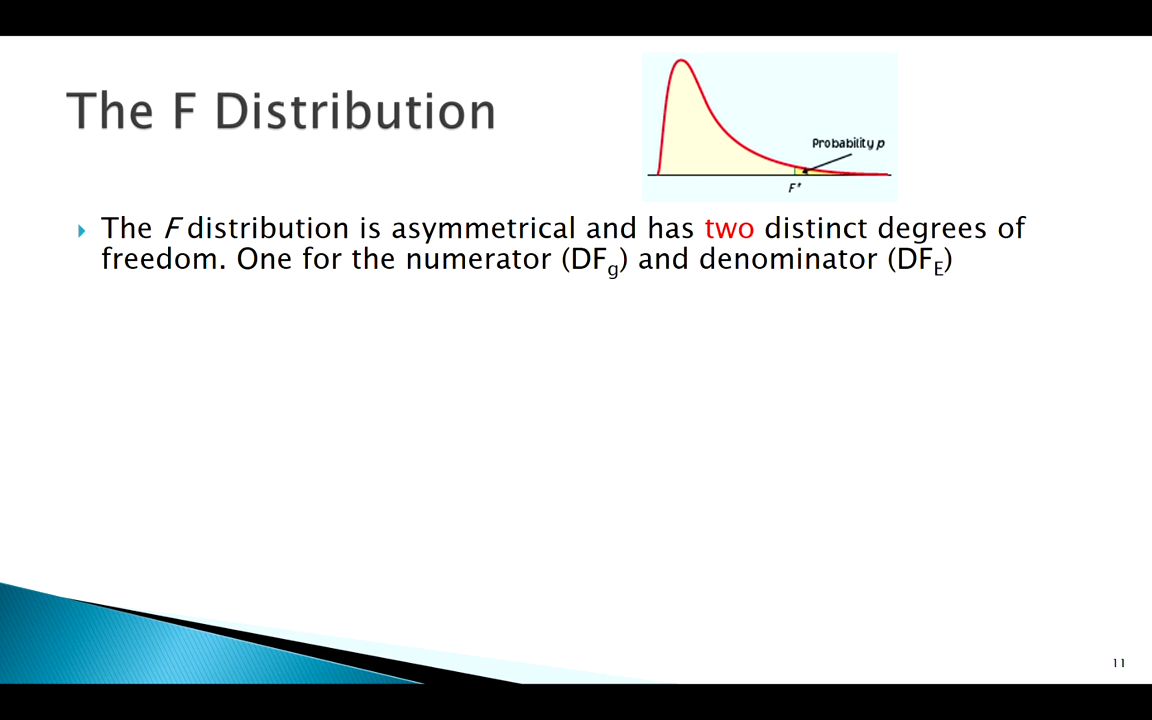 The F Distribution
Probability p
F*
The F distribution is asymmetrical and has two distinct degrees of
freedom. One for the numerator (DFg) and denominator (DFE)
11